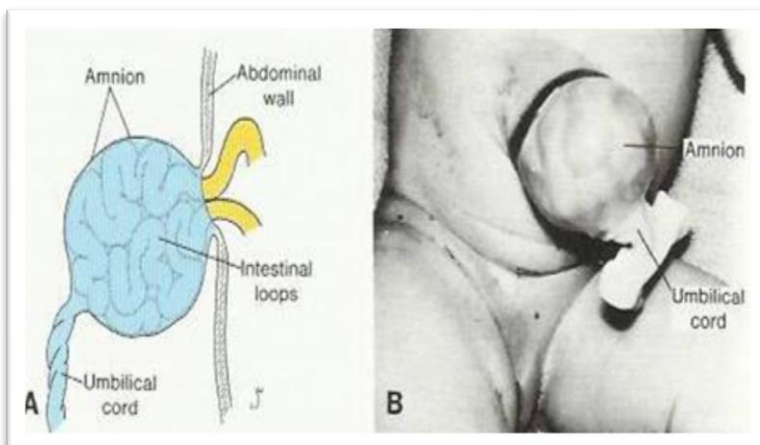 Amnion
Abdominal
wall
Intestinal
loops
Umbilical
cord
A
Amnion
Umbilical
cord
B